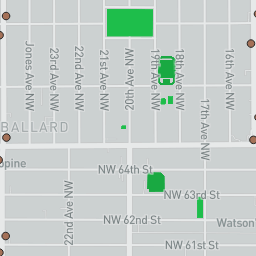 Jones Ave NW
23rd Ave NW
22nd Ave NW
21st Ave NW
20th Ave NW
19th Ave NW
18th Ave NW
16th Ave NW
17th Ave NW
BALLARD
NW 64th St
NW 63rd St
22nd Ave NW
NW 62nd St
Watson'
NW 61st St